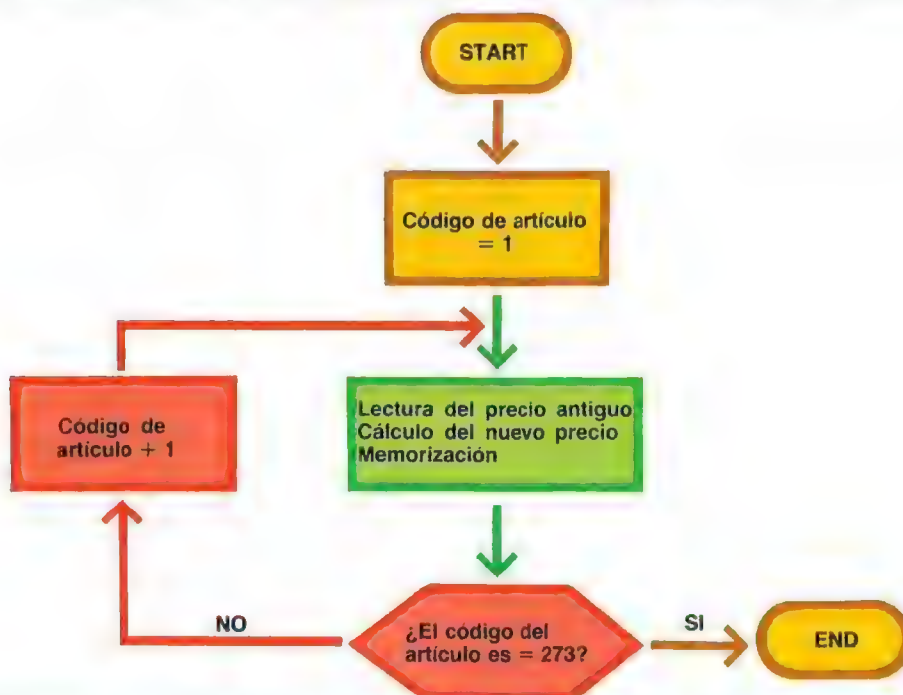 START
Código de artículo
= 1
Código de
artículo + 1
Lectura del precio antiguo
Cálculo del nuevo precio
Memorización
NO
¿El código del
artículo es = 273?
SI
END